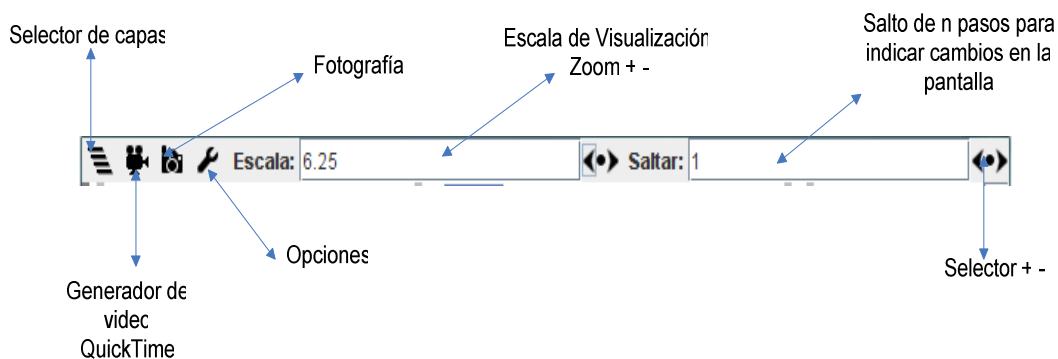 Selector de capas
Fotografía
Escala de Visualización
Zoom + -
Salto de n pasos para
indicar cambios en la
pantalla
Escala: 6.25 Saltar: 1
Opciones
Selector + -
Generador de
video
QuickTime